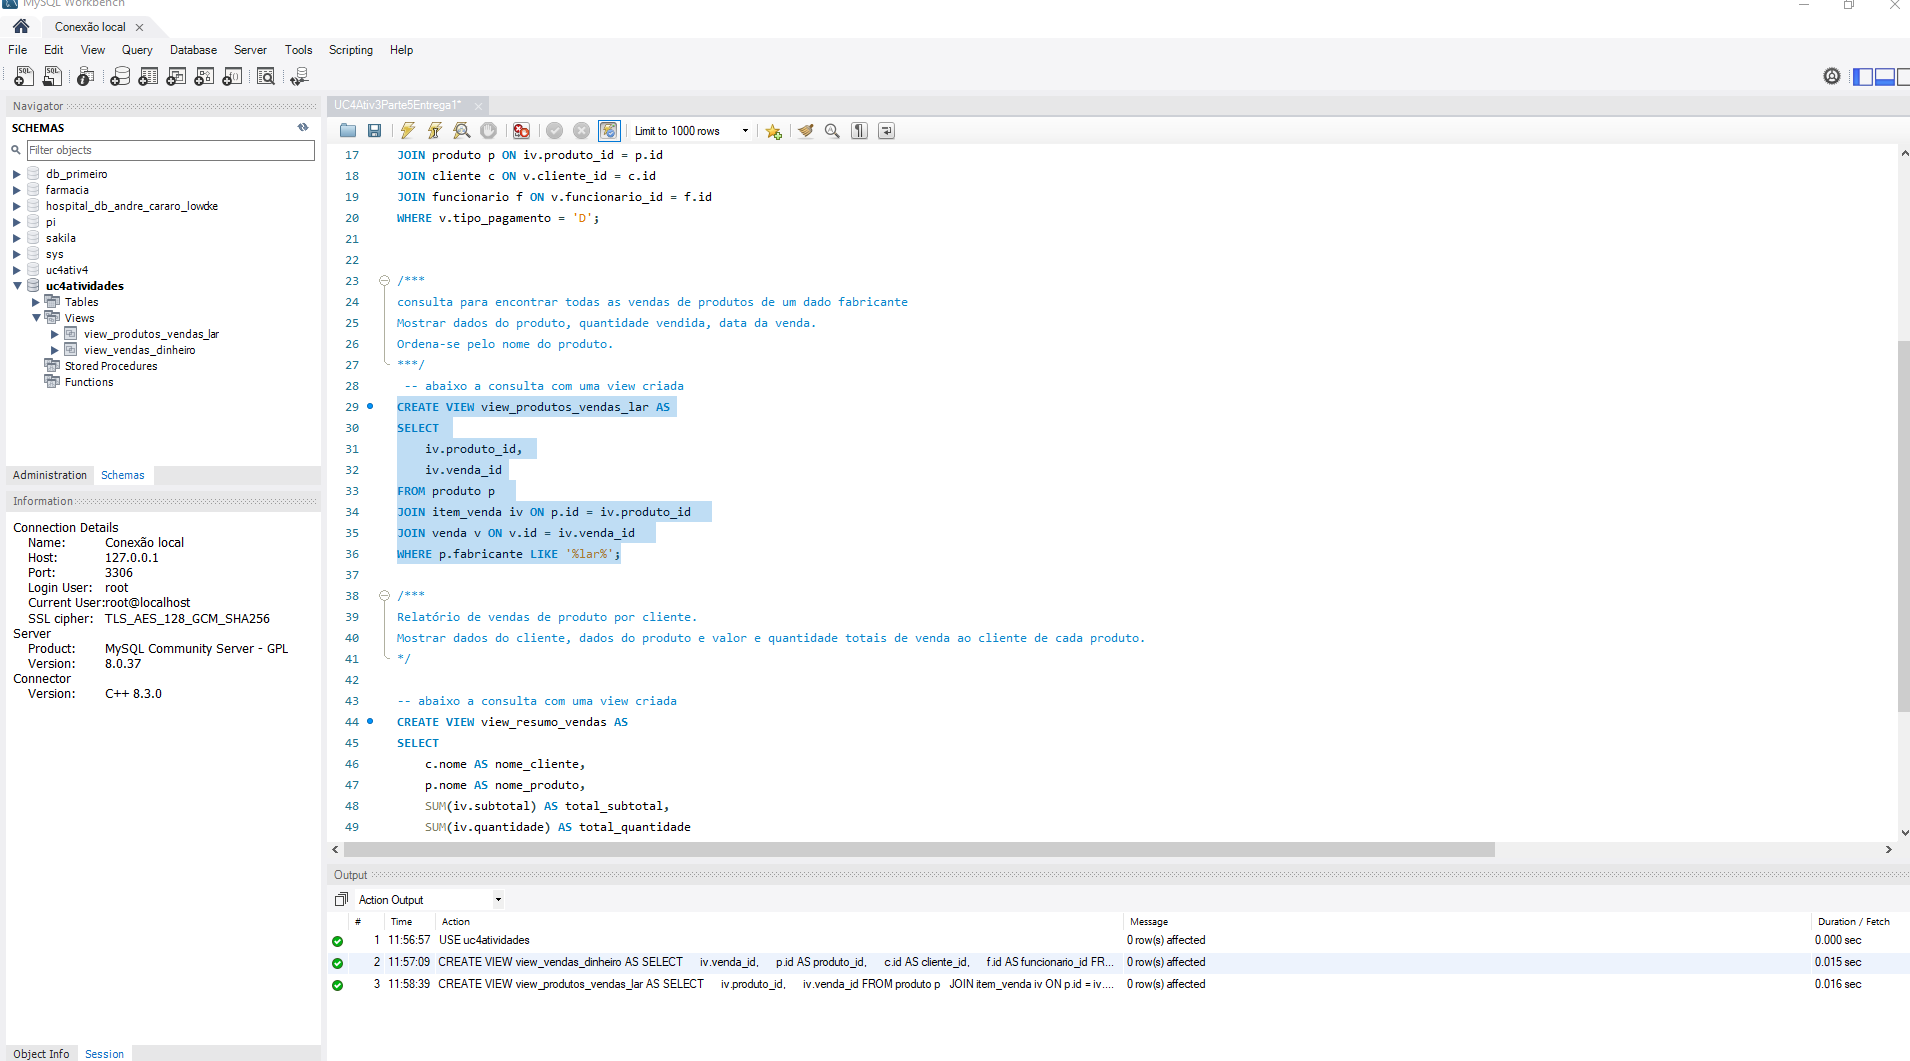 MySQL Workbench
Conexão local
File Edit View Query Database Server Tools Scripting Help
Navigator
SCHEMAS
Filter objects
db_primeiro
farmacia
hospital_db_andre_cararo_lowcke
pi
sakila
sys
uc4ativ4
uc4atividades
Tables
Views
view_produtos_vendas_lar
view_vendas_dinheiro
Stored Procedures
Functions
Administration Schemas
Information
Connection Details
Name: Conexão local
Host: 127.0.0.1
Port: 3306
Login User: root
Current User:root@localhost
SSL cipher: TLS_AES_128_GCM_SHA256
Server
Product: MySQL Community Server - GPL
Version: 8.0.37
Connector
Version: C++ 8.3.0
Object Info Session
UC4Ativ3Parte5Entrega1*
Limit to 1000 rows
17 JOIN produto p ON iv.produto_id = p.id
18 JOIN cliente c ON v.cliente_id = c.id
19 JOIN funcionario f ON v.funcionario_id = f.id
20 WHERE v.tipo_pagamento = 'D';
21
22
23 /***
24 consulta para encontrar todas as vendas de produtos de um dado fabricante
25 Mostrar dados do produto, quantidade vendida, data da venda.
26 Ordena-se pelo nome do produto.
27 ***/
28 -- abaixo a consulta com uma view criada
29 CREATE VIEW view_produtos_vendas_lar AS
30 SELECT
31 iv.produto_id,
32 iv.venda_id
33 FROM produto p
34 JOIN item_venda iv ON p.id = iv.produto_id
35 JOIN venda v ON v.id = iv.venda_id
36 WHERE p.fabricante LIKE '%lar%';
37
38 /***
39 Relatório de vendas de produto por cliente.
40 Mostrar dados do cliente, dados do produto e valor e quantidade totais de venda ao cliente de cada produto.
41 */
42
43 -- abaixo a consulta com uma view criada
44 CREATE VIEW view_resumo_vendas AS
45 SELECT
46 c.nome AS nome_cliente,
47 p.nome AS nome_produto,
48 SUM(iv.subtotal) AS total_subtotal,
49 SUM(iv.quantidade) AS total_quantidade
Output
Action Output
# Time Action Message Duration / Fetch
1 11:56:57 USE uc4atividades 0 row(s) affected 0.000 sec
2 11:57:09 CREATE VIEW view_vendas_dinheiro AS SELECT iv.venda_id, p.id AS produto_id, c.id AS cliente_id, f.id AS funcionario_id FR... 0 row(s) affected 0.015 sec
3 11:58:39 CREATE VIEW view_produtos_vendas_lar AS SELECT iv.produto_id, iv.venda_id FROM produto p JOIN item_venda iv ON p.id = iv.... 0 row(s) affected 0.016 sec